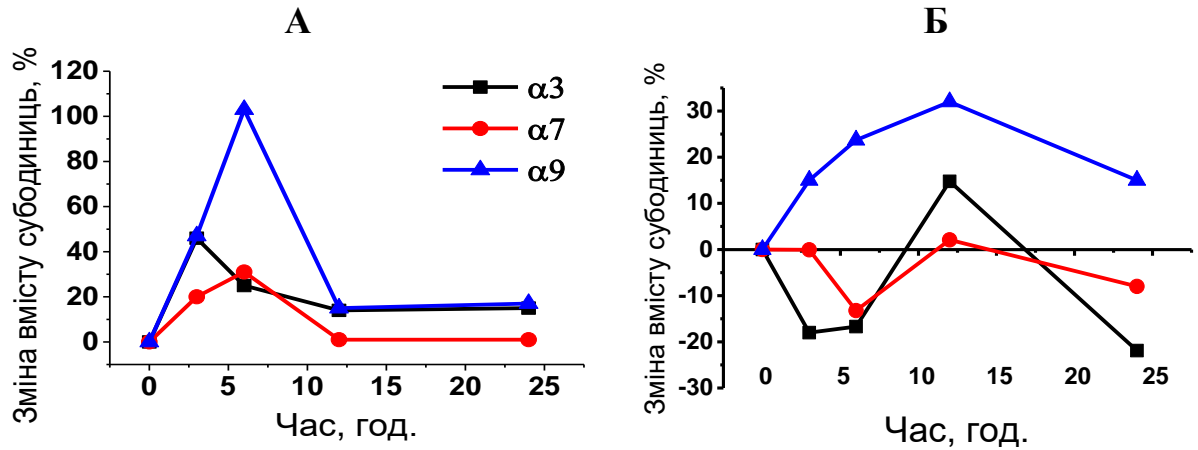 А
Зміна вмісту субодиниць, %
120
100
80
60
40
20
0
α3
α7
α9
0 5 10 15 20 25
Час, год.
Б
Зміна вмісту субодиниць, %
30
20
10
0
-10
-20
-30
0 5 10 15 20 25
Час, год.